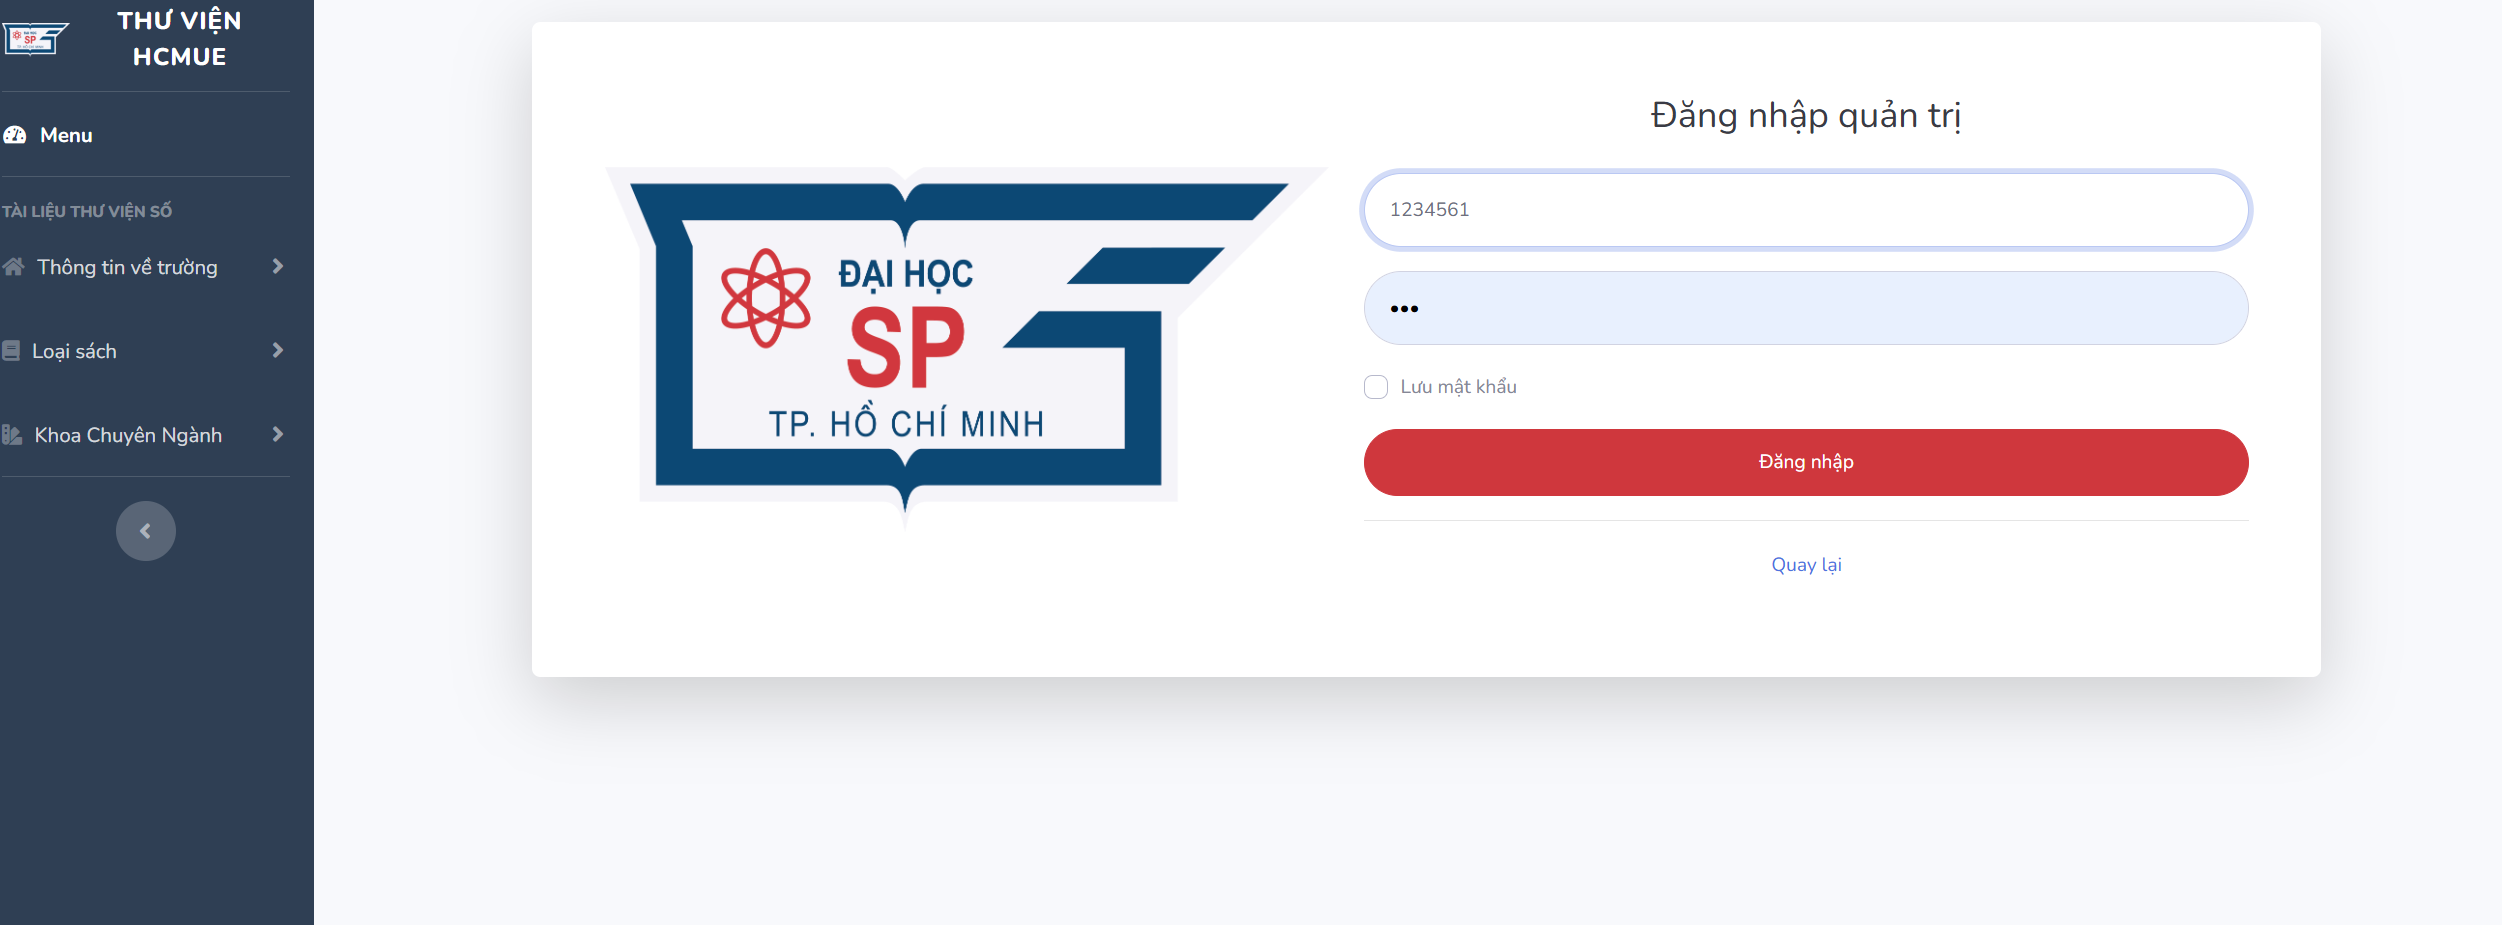 THƯ VIỆN
HCMUE
Menu
TÀI LIỆU THƯ VIỆN SỐ
Thông tin về trường
Loại sách
Khoa Chuyên Ngành
ĐẠI HỌC
SP
TP. HỒ CHÍ MINH
Đăng nhập quản trị
1234561
•••
Lưu mật khẩu
Đăng nhập
Quay lại